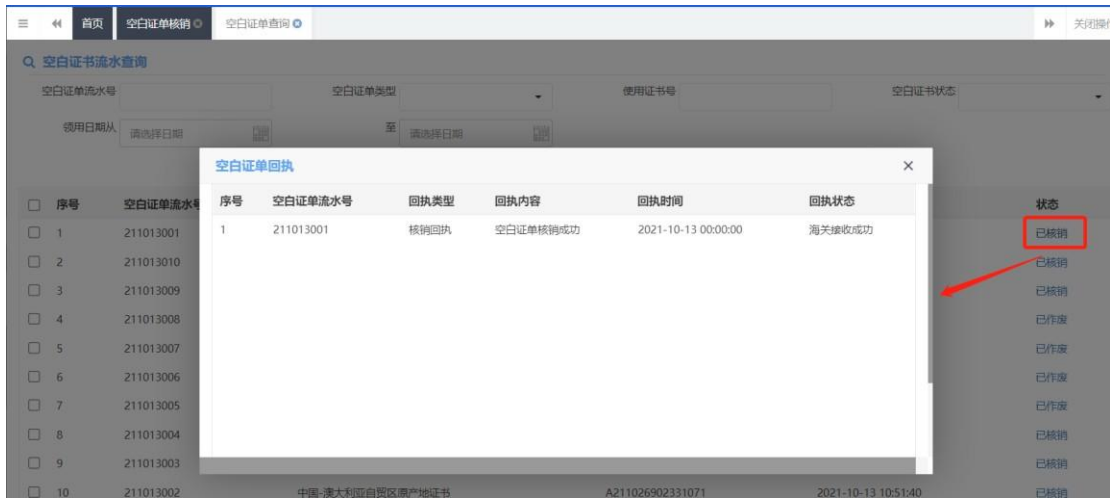 首页 空白证单核销 空白证单查询 关闭操作
空白证书流水查询
空白证单流水号 空白证单类型 使用证书号 空白证书状态
领用日期从 请选择日期 至 请选择日期
空白证单回执
序号 空白证单流水号 回执类型 回执内容 回执时间 回执状态
1 211013001 核销回执 空白证单核销成功 2021-10-13 00:00:00 海关接收成功
序号 空白证单流水号 状态
1 211013001 已核销
2 211013010 已核销
3 211013009 已核销
4 211013008 已作废
5 211013007 已作废
6 211013006 已作废
7 211013005 已作废
8 211013004 已核销
9 211013003 已核销
10 211013002 中国-澳大利亚自贸区原产地证书 A211026902331071 2021-10-13 10:51:40 已核销